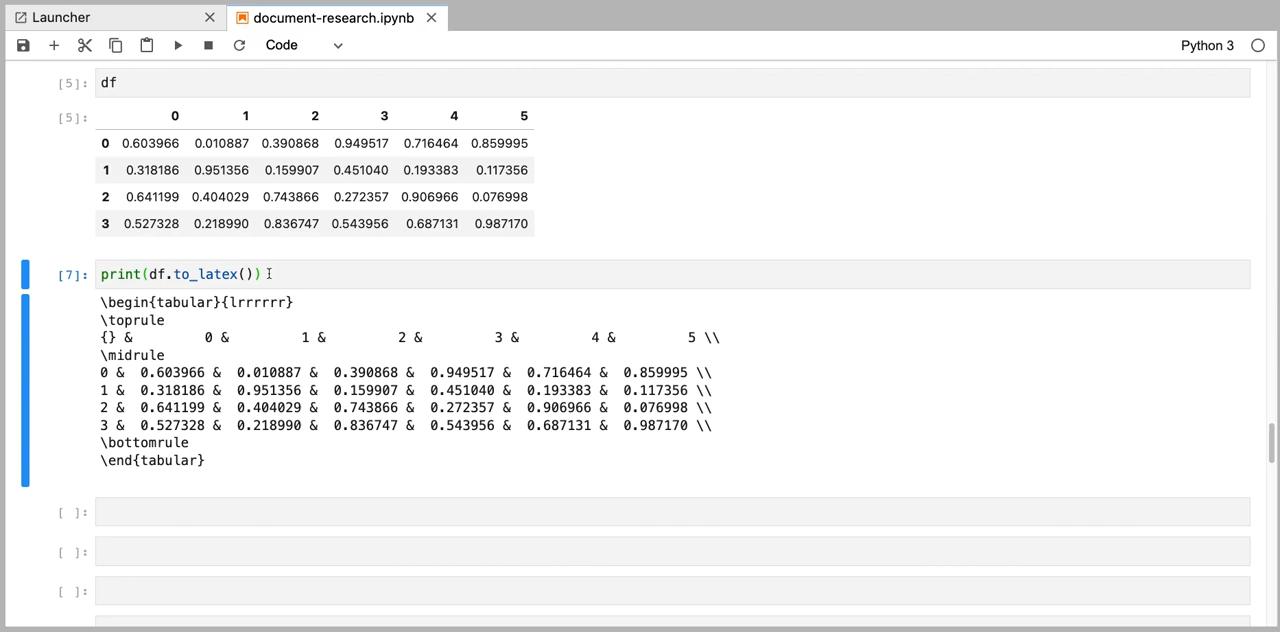 Launcher
document-research.ipynb
Code
Python 3
[5]: df
[5]: 0 1 2 3 4 5
0 0.603966 0.010887 0.390868 0.949517 0.716464 0.859995
1 0.318186 0.951356 0.159907 0.451040 0.193383 0.117356
2 0.641199 0.404029 0.743866 0.272357 0.906966 0.076998
3 0.527328 0.218990 0.836747 0.543956 0.687131 0.987170
[7]: print(df.to_latex())
\begin{tabular}{lrrrrrr}
\toprule
{} & 0 & 1 & 2 & 3 & 4 & 5 \\
\midrule
0 & 0.603966 & 0.010887 & 0.390868 & 0.949517 & 0.716464 & 0.859995 \\
1 & 0.318186 & 0.951356 & 0.159907 & 0.451040 & 0.193383 & 0.117356 \\
2 & 0.641199 & 0.404029 & 0.743866 & 0.272357 & 0.906966 & 0.076998 \\
3 & 0.527328 & 0.218990 & 0.836747 & 0.543956 & 0.687131 & 0.987170 \\
\bottomrule
\end{tabular}
[ ]:
[ ]:
[ ]: